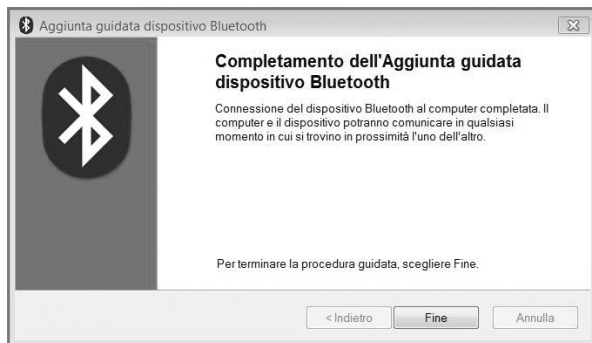 Aggiunta guidata dispositivo Bluetooth
Completamento dell'Aggiunta guidata
dispositivo Bluetooth
Connessione del dispositivo Bluetooth al computer completata. Il
computer e il dispositivo potranno comunicare in qualsiasi
momento in cui si trovino in prossimità l'uno dell'altro.
Per terminare la procedura guidata, scegliere Fine.
< Indietro Fine Annulla